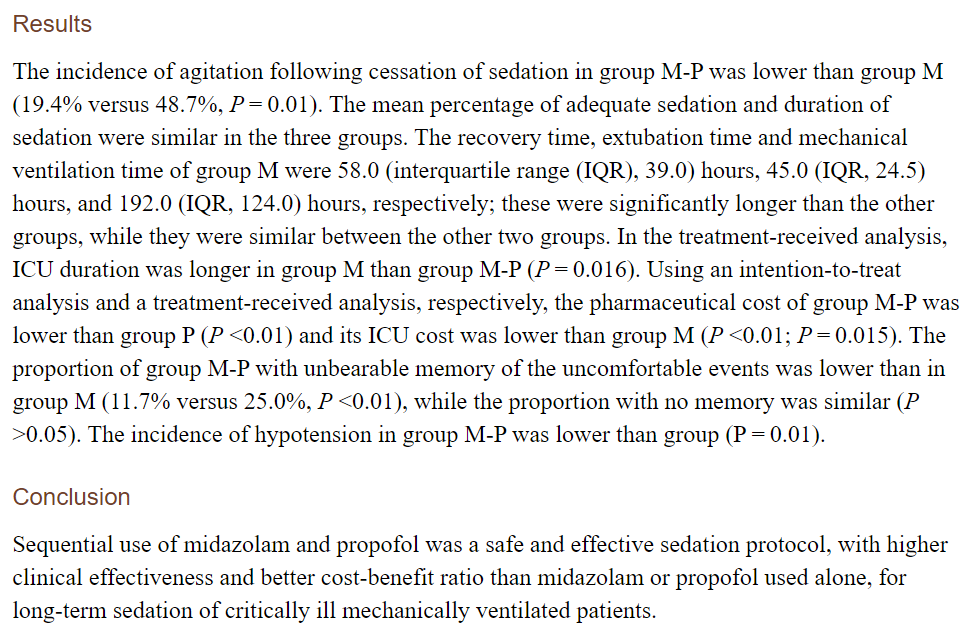 Results
The incidence of agitation following cessation of sedation in group M-P was lower than group M
(19.4% versus 48.7%, P = 0.01). The mean percentage of adequate sedation and duration of
sedation were similar in the three groups. The recovery time, extubation time and mechanical
ventilation time of group M were 58.0 (interquartile range (IQR), 39.0) hours, 45.0 (IQR, 24.5)
hours, and 192.0 (IQR, 124.0) hours, respectively; these were significantly longer than the other
groups, while they were similar between the other two groups. In the treatment-received analysis,
ICU duration was longer in group M than group M-P (P = 0.016). Using an intention-to-treat
analysis and a treatment-received analysis, respectively, the pharmaceutical cost of group M-P was
lower than group P (P <0.01) and its ICU cost was lower than group M (P <0.01; P = 0.015). The
proportion of group M-P with unbearable memory of the uncomfortable events was lower than in
group M (11.7% versus 25.0%, P <0.01), while the proportion with no memory was similar (P
>0.05). The incidence of hypotension in group M-P was lower than group (P = 0.01).
Conclusion
Sequential use of midazolam and propofol was a safe and effective sedation protocol, with higher
clinical effectiveness and better cost-benefit ratio than midazolam or propofol used alone, for
long-term sedation of critically ill mechanically ventilated patients.